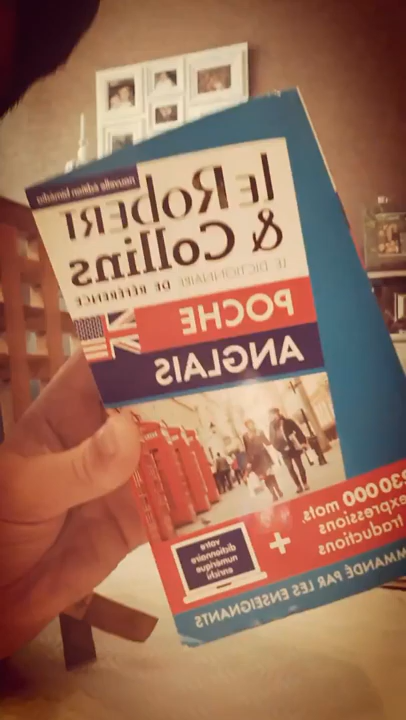 nouvelle édition bimédia
le Robert
& Collins
LE DICTIONNAIRE DE RÉFÉRENCE
POCHE
ANGLAIS
230 000 mots,
expressions
traductions
+
votre
dictionnaire
numérique
enrichi
MMANDÉ PAR LES ENSEIGNANTS